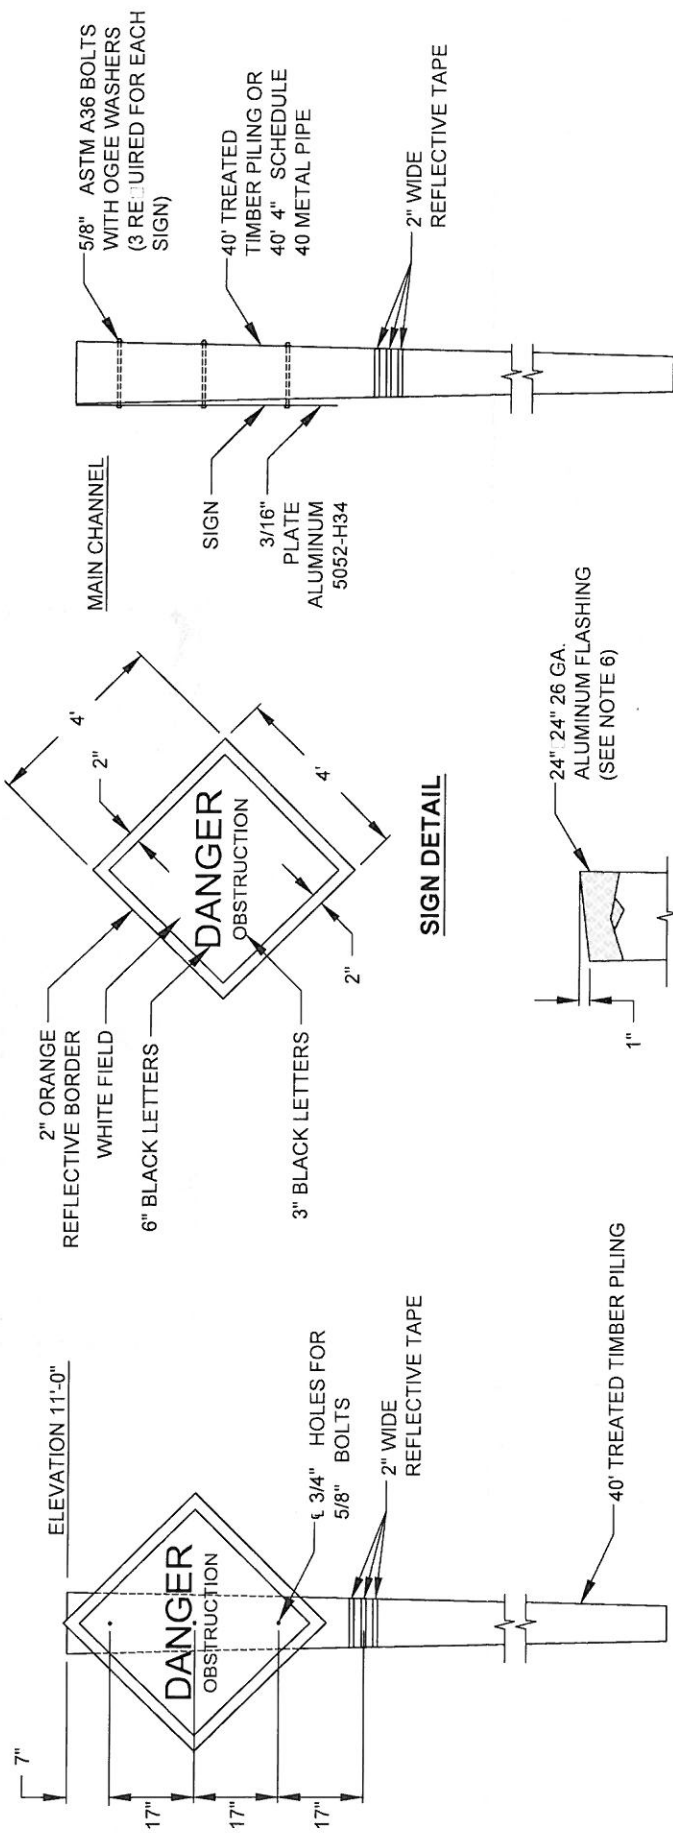 ELEVATION 11'-0"
7"
17"
17"
17"
DANGER
OBSTRUCTION
℄ 3/4" HOLES FOR
5/8" BOLTS
2" WIDE
REFLECTIVE TAPE
40' TREATED TIMBER PILING
2" ORANGE
REFLECTIVE BORDER
WHITE FIELD
6" BLACK LETTERS
3" BLACK LETTERS
DANGER
OBSTRUCTION
2"
4'
4'
2"
SIGN DETAIL
1"
24" 24" 26 GA.
ALUMINUM FLASHING
(SEE NOTE 6)
MAIN CHANNEL
SIGN
3/16"
PLATE
ALUMINUM
5052-H34
5/8" ASTM A36 BOLTS
WITH OGEE WASHERS
(3 RE□UIRED FOR EACH
SIGN)
40' TREATED
TIMBER PILING OR
40' 4" SCHEDULE
40 METAL PIPE
2" WIDE
REFLECTIVE TAPE